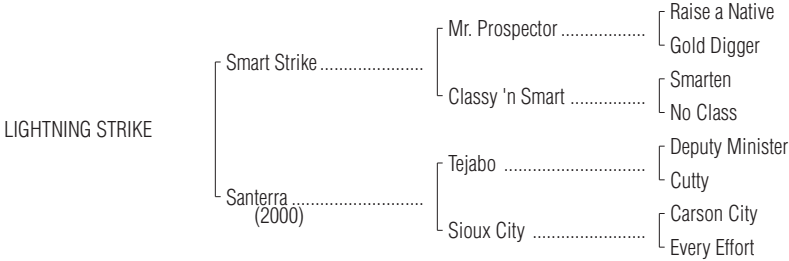 Raise a Native
Mr. Prospector ..................
Gold Digger
Smart Strike ......................
Smarten
Classy 'n Smart ................
No Class
LIGHTNING STRIKE
Deputy Minister
Tejabo ..............................
Cutty
Santerra ............................
(2000)
Carson City
Sioux City ........................
Every Effort